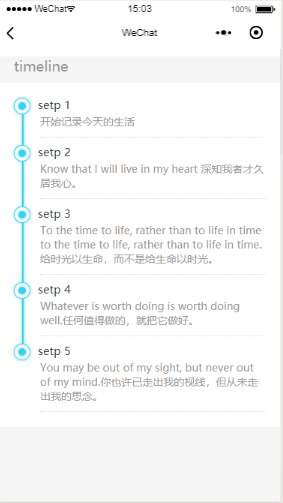 WeChat
15:03
100%
WeChat
timeline
setp 1
开始记录今天的生活
setp 2
Know that I will live in my heart 深知我者才久
居我心。
setp 3
To the time to life, rather than to life in time
to the time to life, rather than to life in time.
给时光以生命，而不是给生命以时光。
setp 4
Whatever is worth doing is worth doing
well.任何值得做的，就把它做好。
setp 5
You may be out of my sight, but never out
of my mind.你也许已走出我的视线，但从未走
出我的思念。